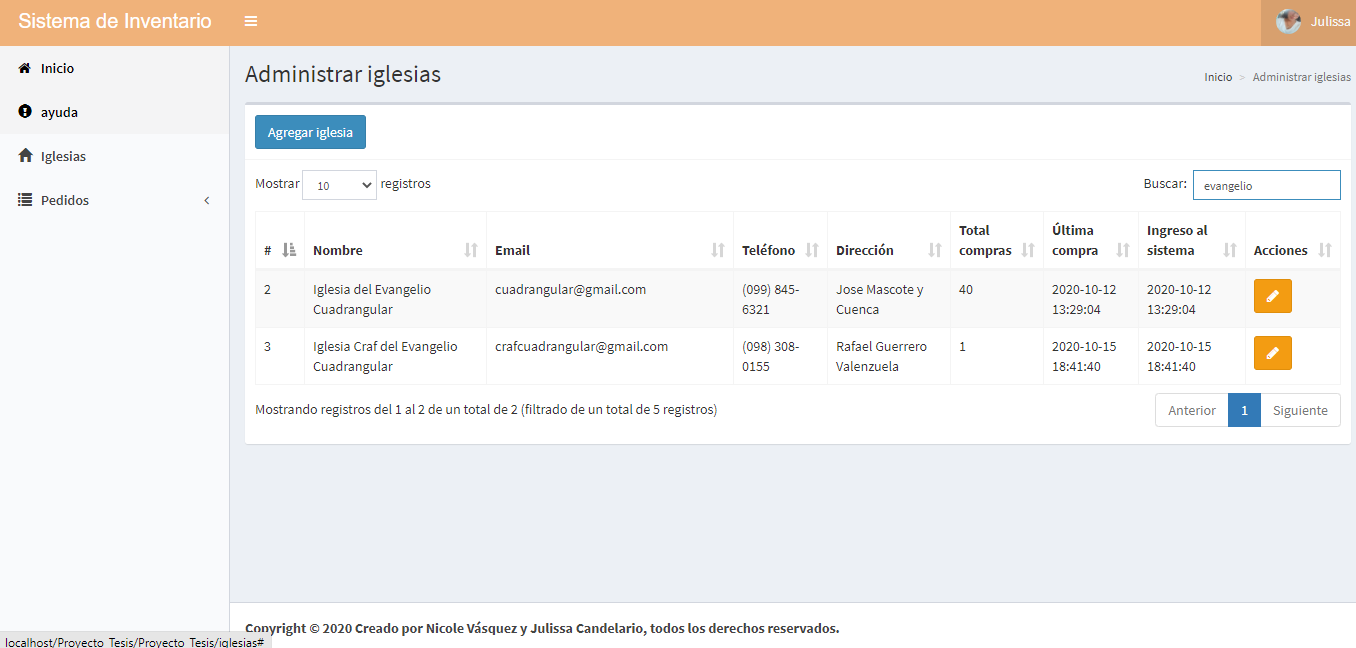 Sistema de Inventario
Julissa
Inicio
ayuda
Iglesias
Pedidos
Administrar iglesias
Inicio > Administrar iglesias
Agregar iglesia
Mostrar 10 registros
Buscar: evangelio
# Nombre Email Teléfono Dirección Total compras Última compra Ingreso al sistema Acciones
2 Iglesia del Evangelio Cuadrangular cuadrangular@gmail.com (099) 845-6321 Jose Mascote y Cuenca 40 2020-10-12 13:29:04 2020-10-12 13:29:04
3 Iglesia Craf del Evangelio Cuadrangular crafcuadrangular@gmail.com (098) 308-0155 Rafael Guerrero Valenzuela 1 2020-10-15 18:41:40 2020-10-15 18:41:40
Mostrando registros del 1 al 2 de un total de 2 (filtrado de un total de 5 registros)
Anterior 1 Siguiente
Copyright © 2020 Creado por Nicole Vásquez y Julissa Candelario, todos los derechos reservados.
localhost/Proyecto_Tesis/Proyecto_Tesis/iglesias#